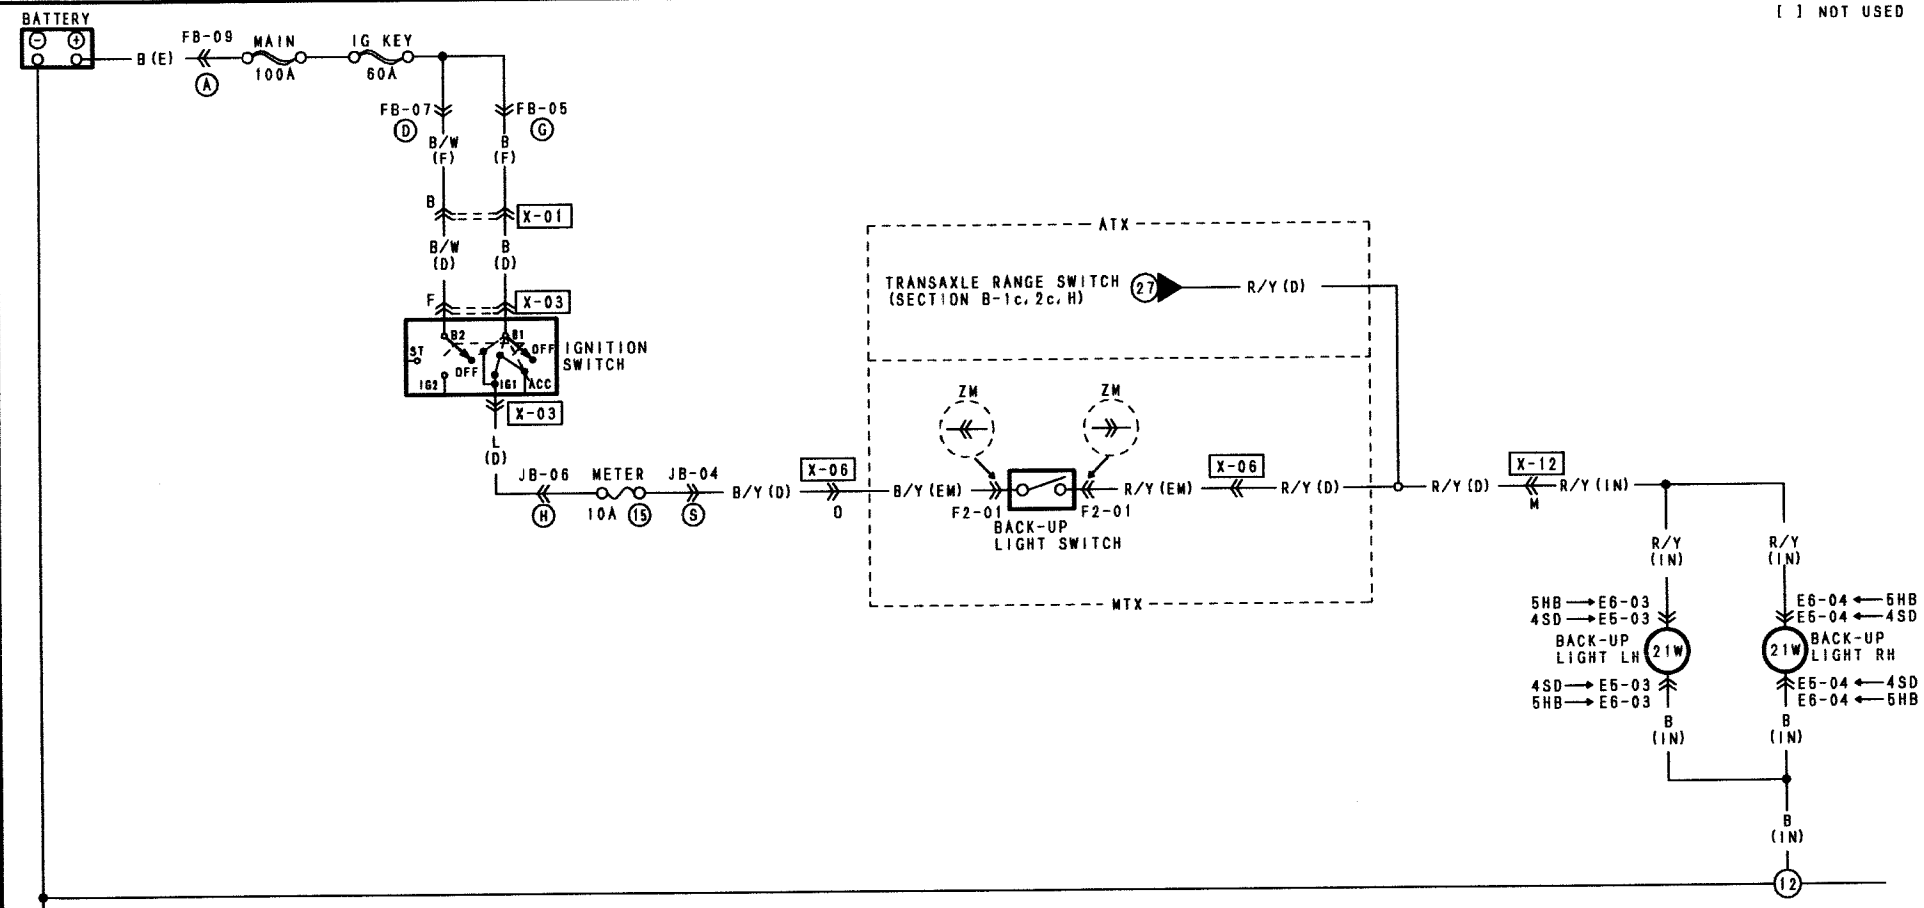 [ ] NOT USED
BATTERY
- +
B(E)
FB-09
A
MAIN
100A
IG KEY
60A
FB-07
D
FB-05
G
B/W
(F)
B
(F)
B
X-01
B/W
(D)
B
(D)
F
X-03
B2
B1
ST
OFF
OFF
IG2
IG1
ACC
IGNITION
SWITCH
X-03
L
(D)
JB-06
H
METER
10A
15
JB-04
S
B/Y(D)
X-06
O
ATX
TRANSAXLE RANGE SWITCH
(SECTION B-1c, 2c, H)
27
R/Y(D)
ZM
ZM
B/Y(EM)
F2-01
F2-01
BACK-UP
LIGHT SWITCH
R/Y(EM)
X-06
R/Y(D)
MTX
R/Y(D)
X-12
M
R/Y(IN)
R/Y
(IN)
R/Y
(IN)
5HB E6-03
4SD E5-03
BACK-UP
LIGHT LH
21W
4SD E5-03
5HB E6-03
E6-04 5HB
E5-04 4SD
21W
BACK-UP
LIGHT RH
E5-04 4SD
E6-04 5HB
B
(IN)
B
(IN)
B
(IN)
12